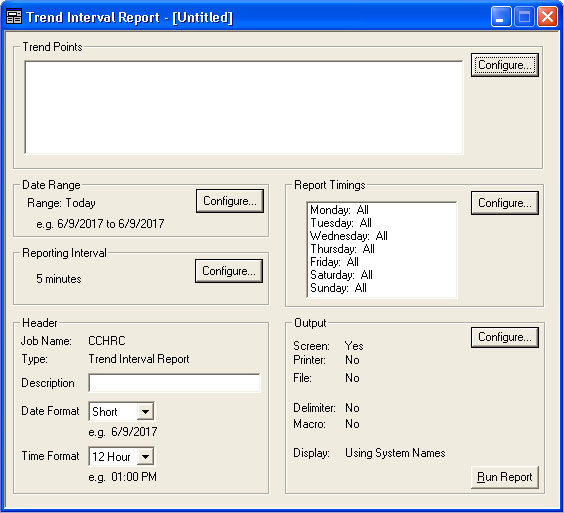 Trend Interval Report - [Untitled]
Trend Points
Configure...
Date Range
Range: Today
e.g. 6/9/2017 to 6/9/2017
Configure...
Report Timings
Monday: All
Tuesday: All
Wednesday: All
Thursday: All
Friday: All
Saturday: All
Sunday: All
Configure...
Reporting Interval
5 minutes
Configure...
Header
Job Name: CCHRC
Type: Trend Interval Report
Description
Date Format Short
e.g. 6/9/2017
Time Format 12 Hour
e.g. 01:00 PM
Output
Configure...
Screen: Yes
Printer: No
File: No
Delimiter: No
Macro: No
Display: Using System Names
Run Report